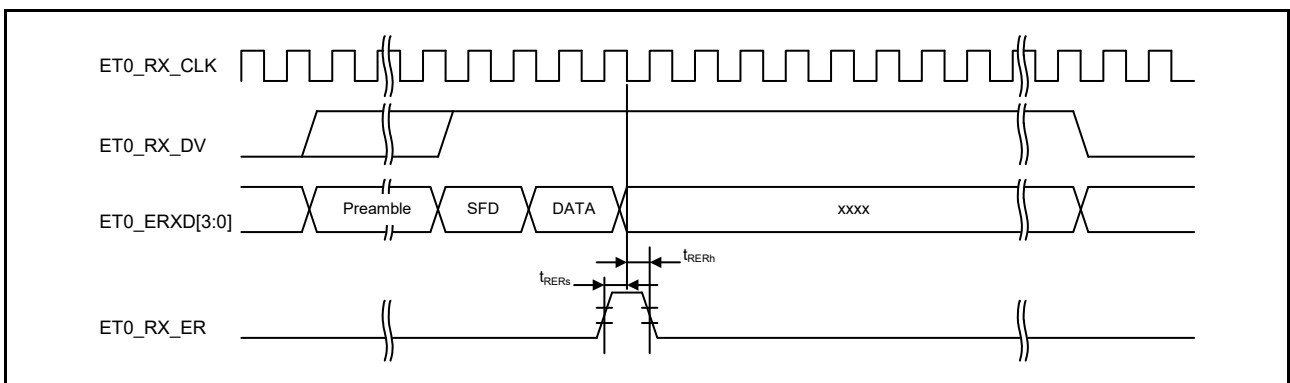 ET0_RX_CLK
ET0_RX_DV
ET0_ERXD[3:0]
Preamble SFD DATA xxxx
tRERh
tRERs
ET0_RX_ER